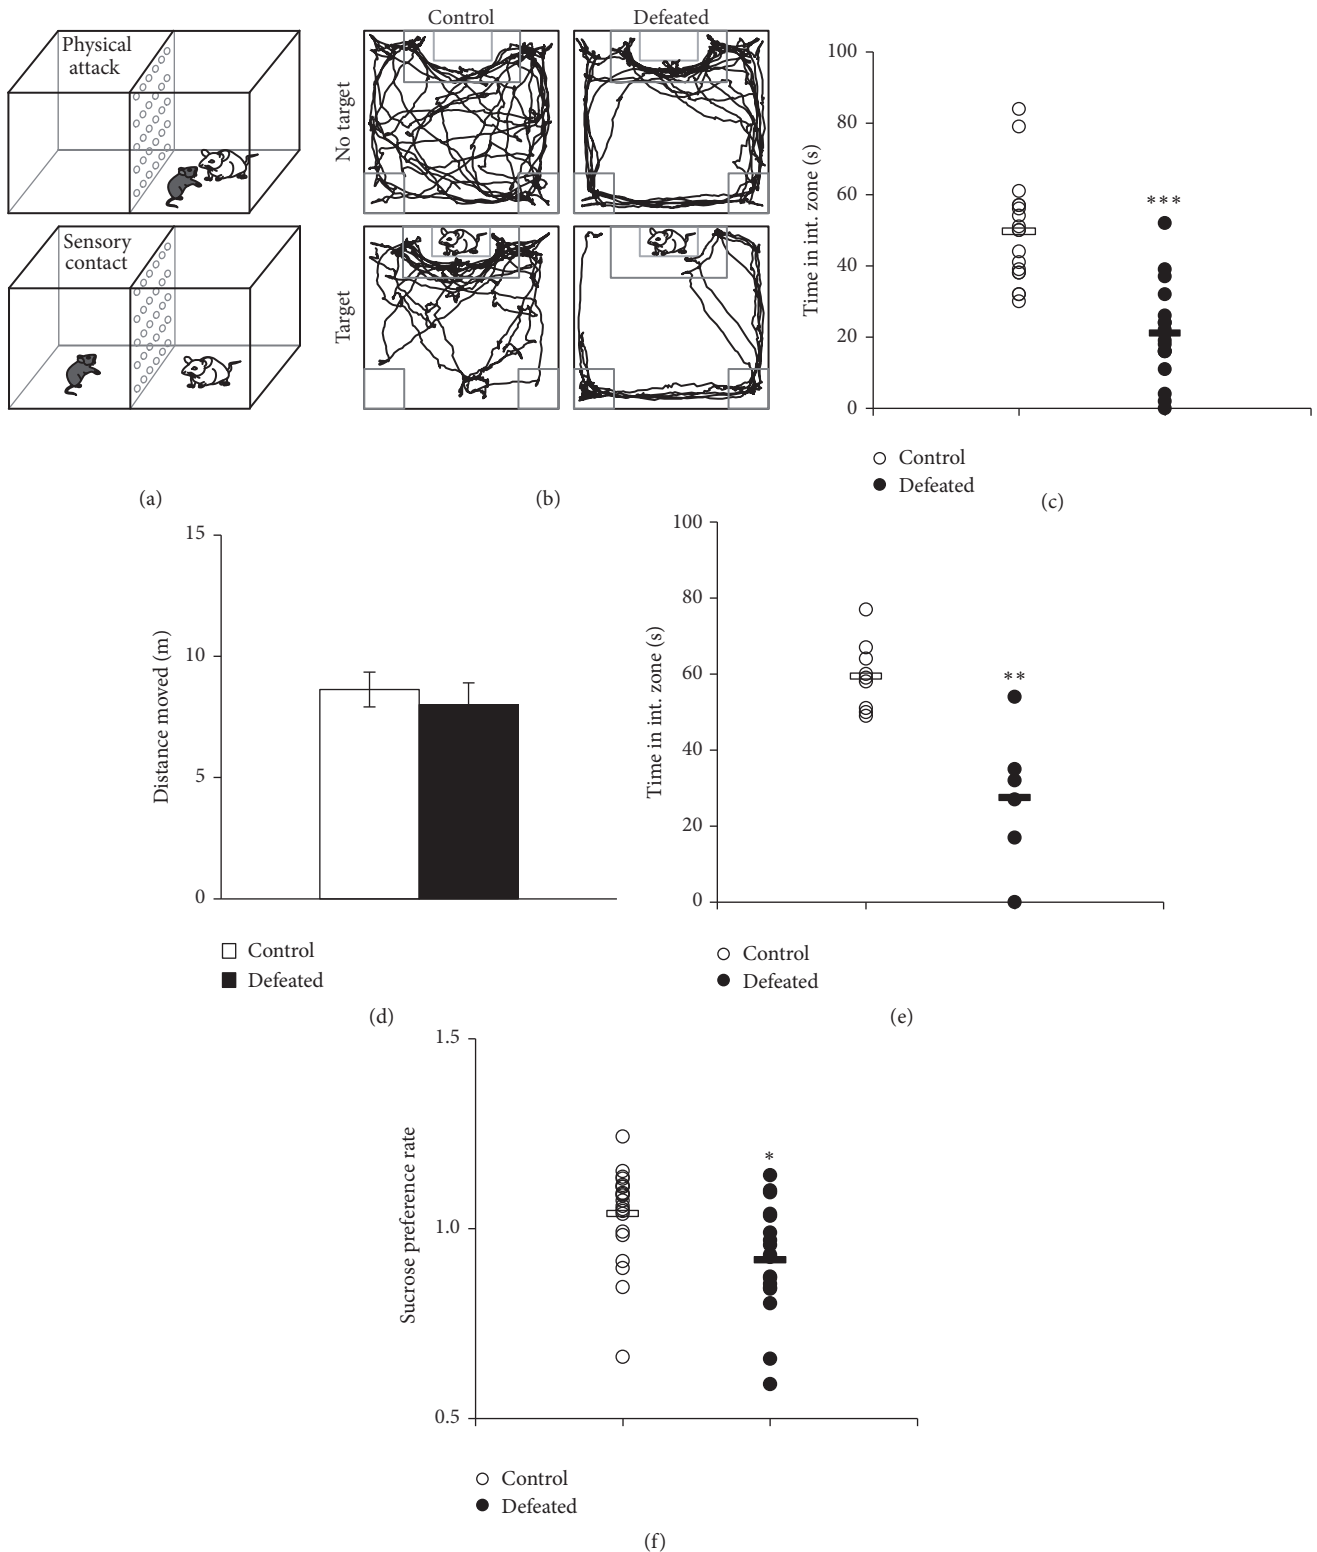 Physical
attack
Sensory
contact
(a)
Control
Defeated
No target
Target
(b)
Time in int. zone (s)
100
80
60
40
20
0
***
Control
Defeated
(c)
Distance moved (m)
15
10
5
0
Control
Defeated
(d)
Time in int. zone (s)
100
80
60
40
20
0
**
Control
Defeated
(e)
Sucrose preference rate
1.5
1.0
0.5
*
Control
Defeated
(f)